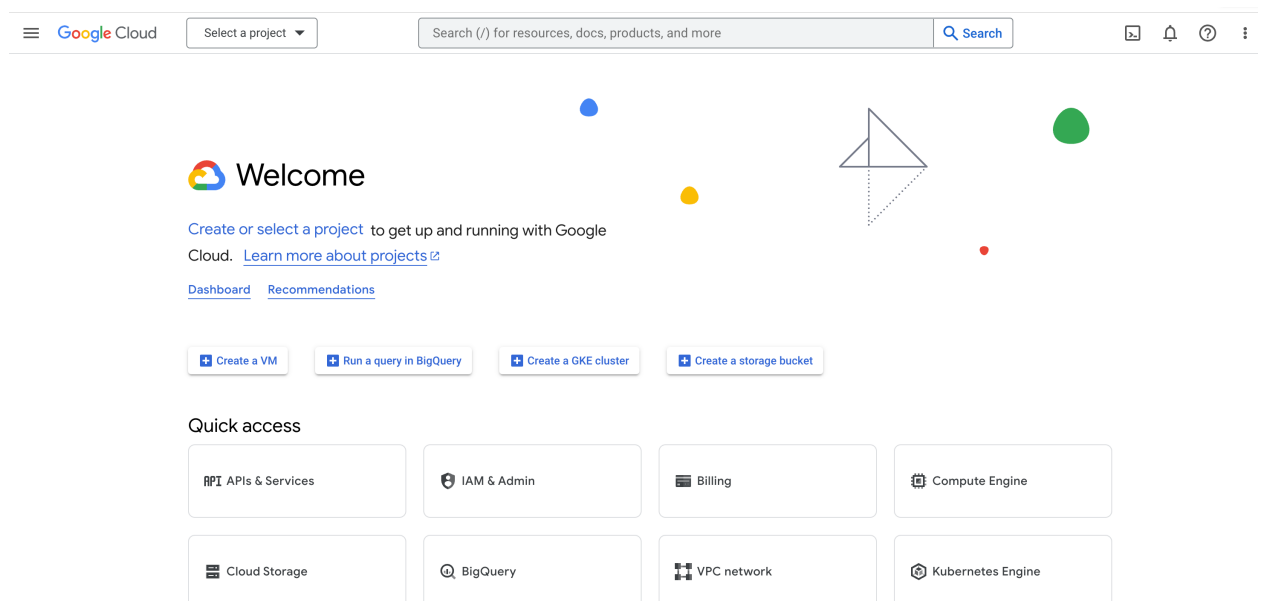 Google Cloud
Select a project
Search (/) for resources, docs, products, and more
Search
Welcome
Create or select a project to get up and running with Google
Cloud. Learn more about projects
Dashboard Recommendations
Create a VM
Run a query in BigQuery
Create a GKE cluster
Create a storage bucket
Quick access
API APIs & Services
IAM & Admin
Billing
Compute Engine
Cloud Storage
BigQuery
VPC network
Kubernetes Engine